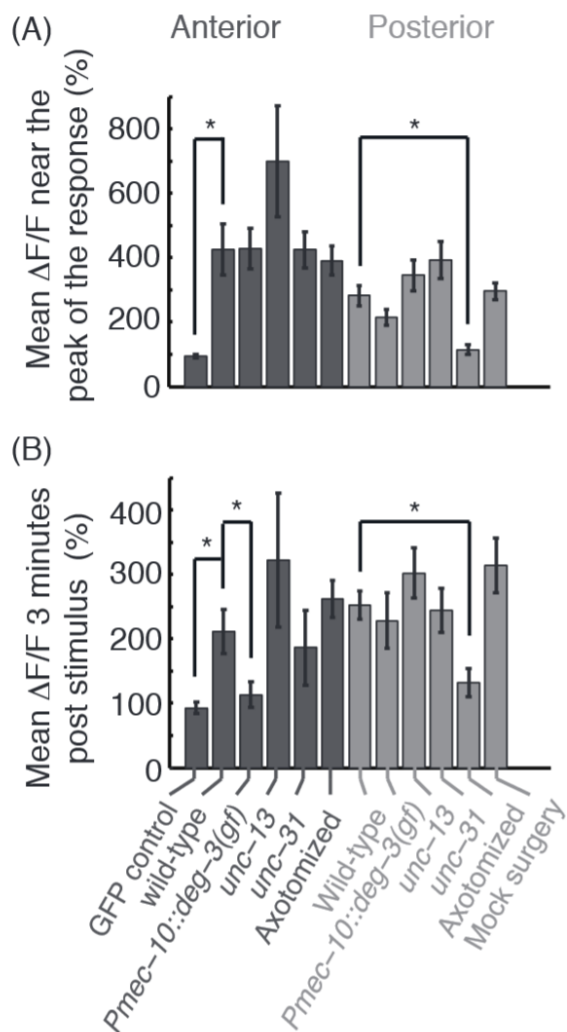 (A)
Anterior
Posterior
Mean ΔF/F near the
peak of the response (%)
800
600
400
200
0
*
*
(B)
Mean ΔF/F 3 minutes
post stimulus (%)
400
300
200
100
0
*
*
*
GFP control
wild-type
Pmec-10::deg-3(gf)
unc-13
unc-31
Axotomized
Wild-type
Pmec-10::deg-3(gf)
unc-13
unc-31
Axotomized
Mock surgery